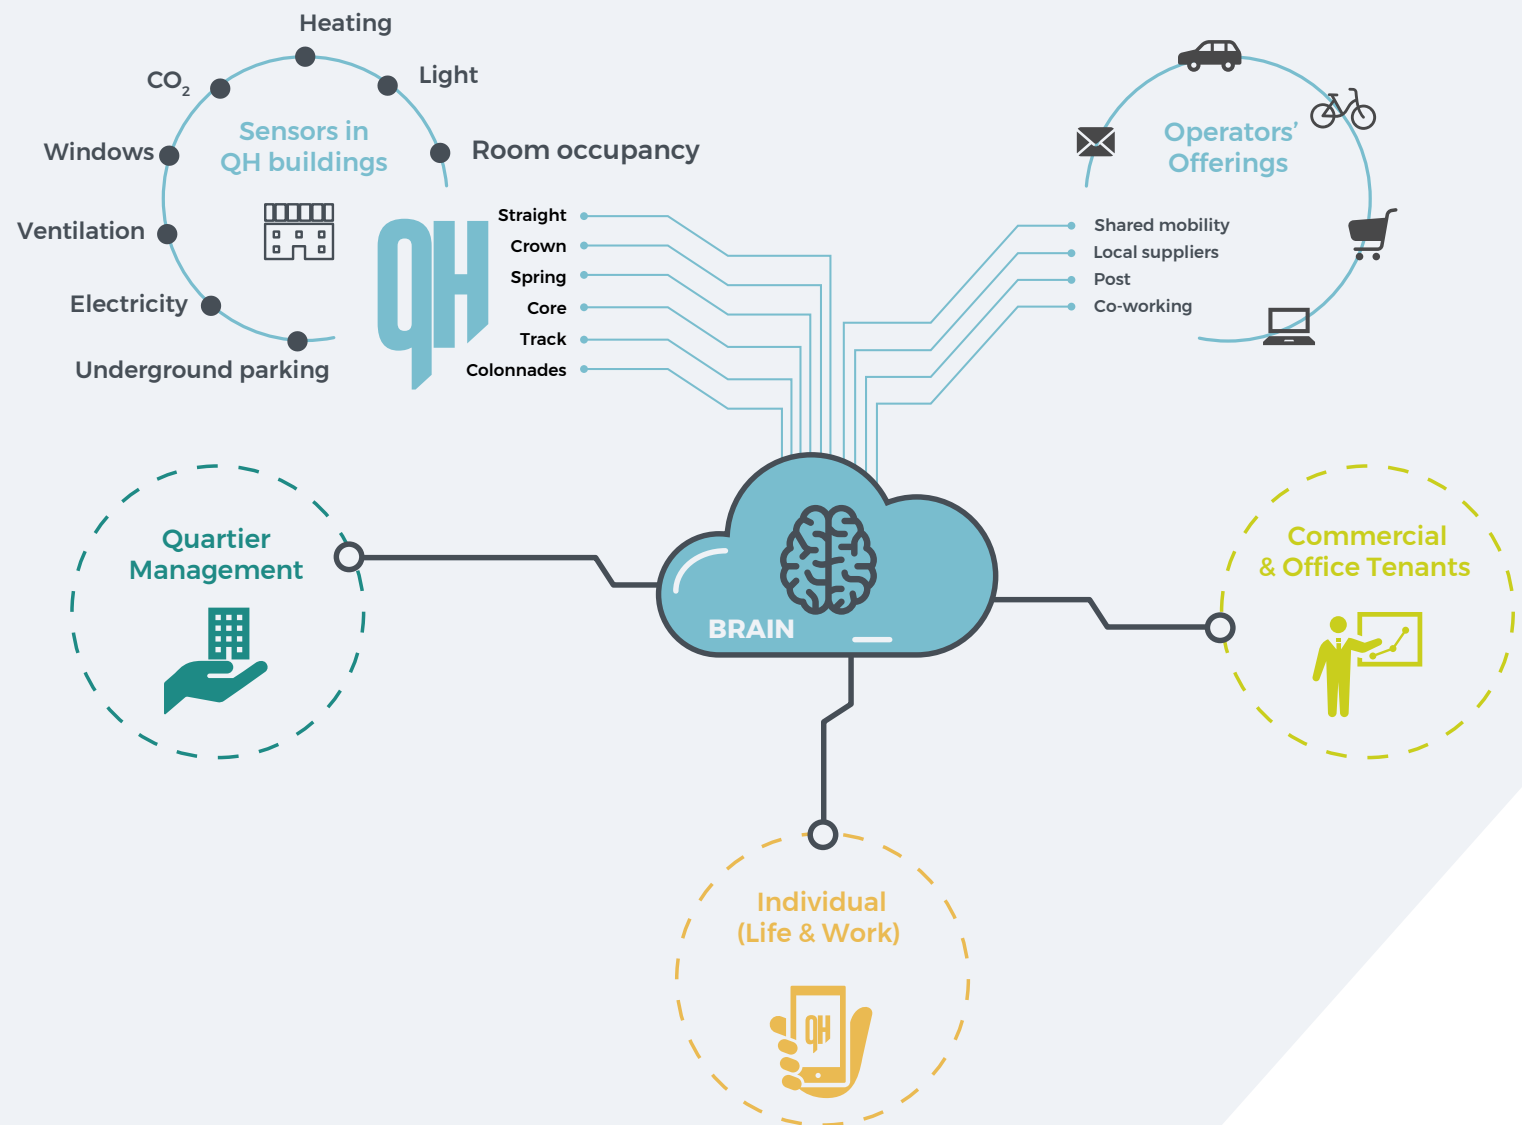 Heating
Light
CO₂
Sensors in
QH buildings
Windows
Room occupancy
Ventilation
Electricity
Underground parking
QH
Straight
Crown
Spring
Core
Track
Colonnades
Operators’
Offerings
Shared mobility
Local suppliers
Post
Co-working
Quartier
Management
BRAIN
Commercial
& Office Tenants
Individual
(Life & Work)
QH